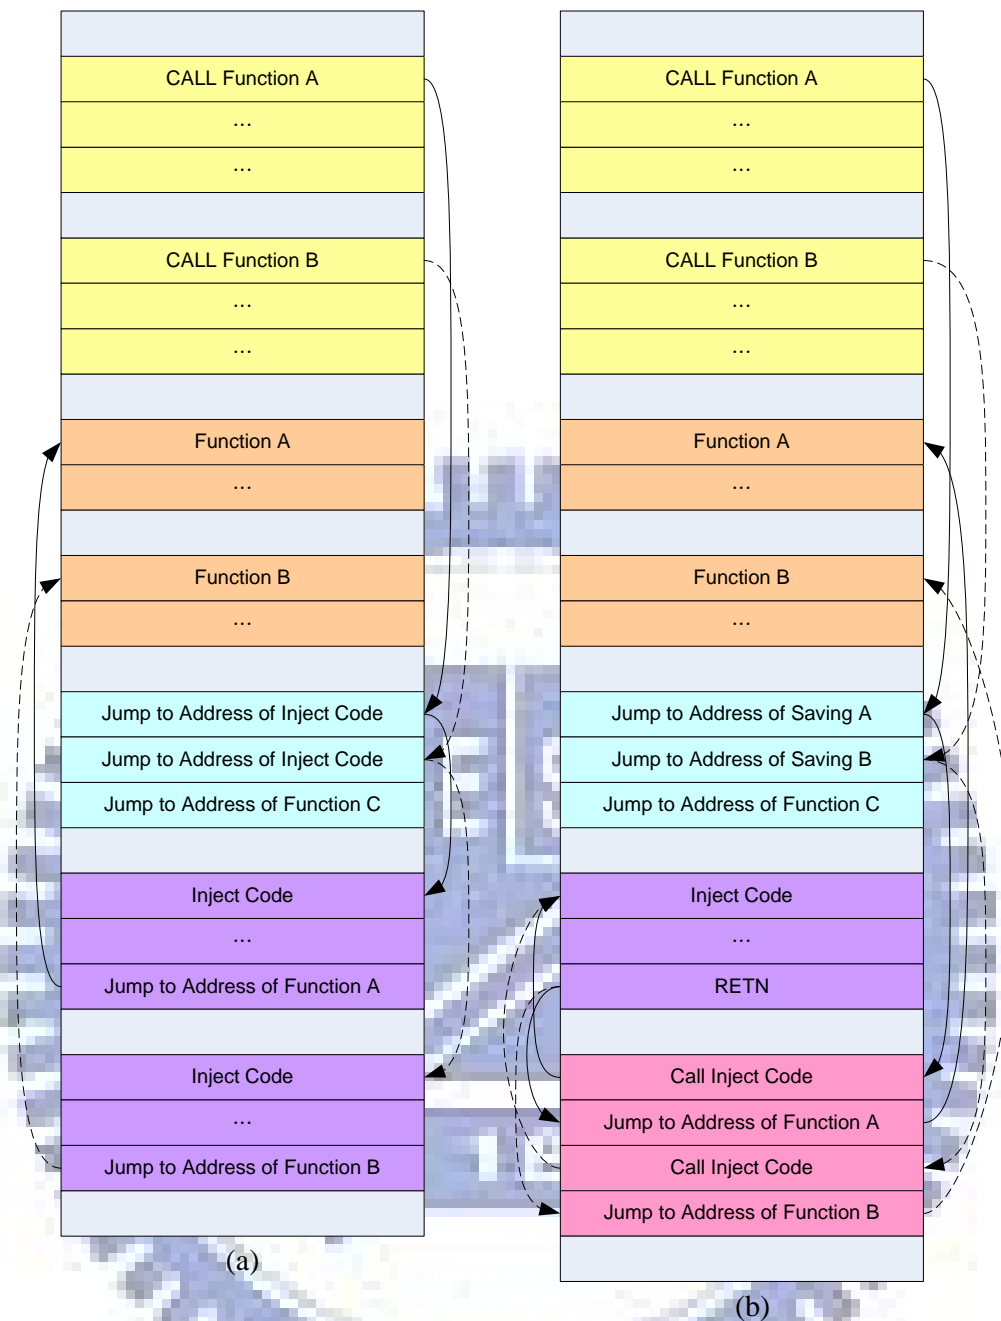 CALL Function A
...
...
CALL Function B
...
...
Function A
...
Function B
...
Jump to Address of Inject Code
Jump to Address of Inject Code
Jump to Address of Function C
Inject Code
...
Jump to Address of Function A
Inject Code
...
Jump to Address of Function B
(a)
CALL Function A
...
...
CALL Function B
...
...
Function A
...
Function B
...
Jump to Address of Saving A
Jump to Address of Saving B
Jump to Address of Function C
Inject Code
...
RETN
Call Inject Code
Jump to Address of Function A
Call Inject Code
Jump to Address of Function B
(b)